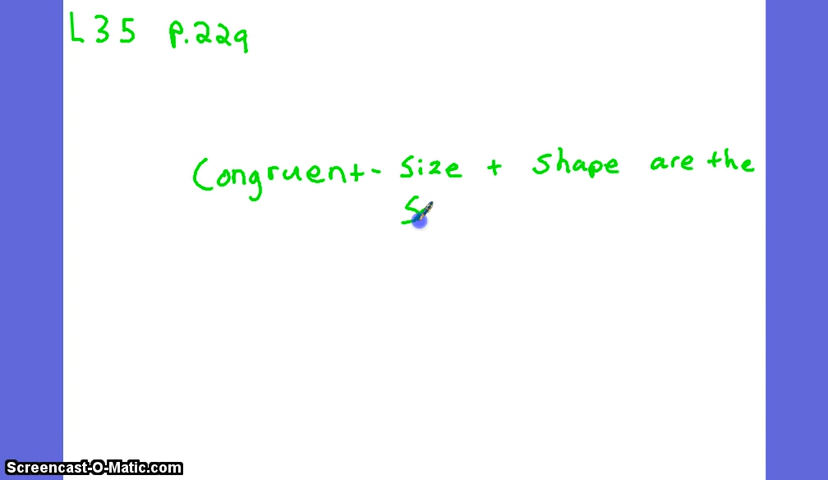 L35 p.229
Congruent - Size + Shape are the
S
Screencast-O-Matic.com